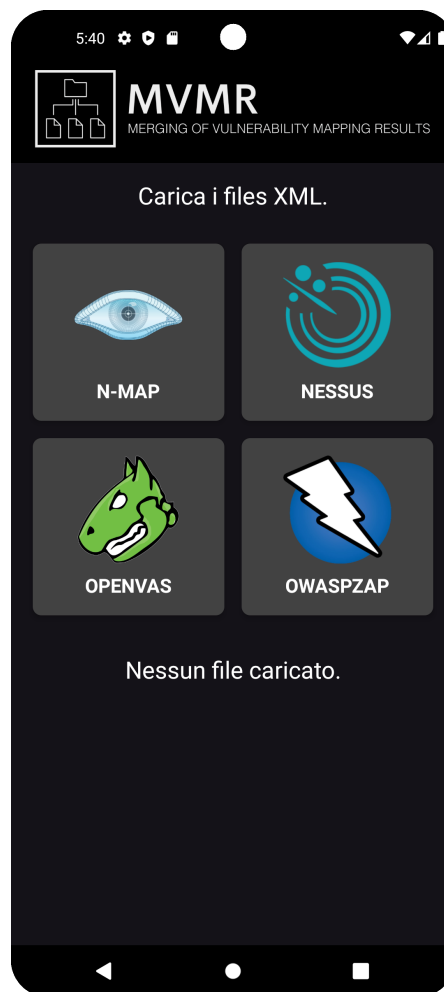 5:40
MVMR
MERGING OF VULNERABILITY MAPPING RESULTS
Carica i files XML.
N-MAP
NESSUS
OPENVAS
OWASPZAP
Nessun file caricato.